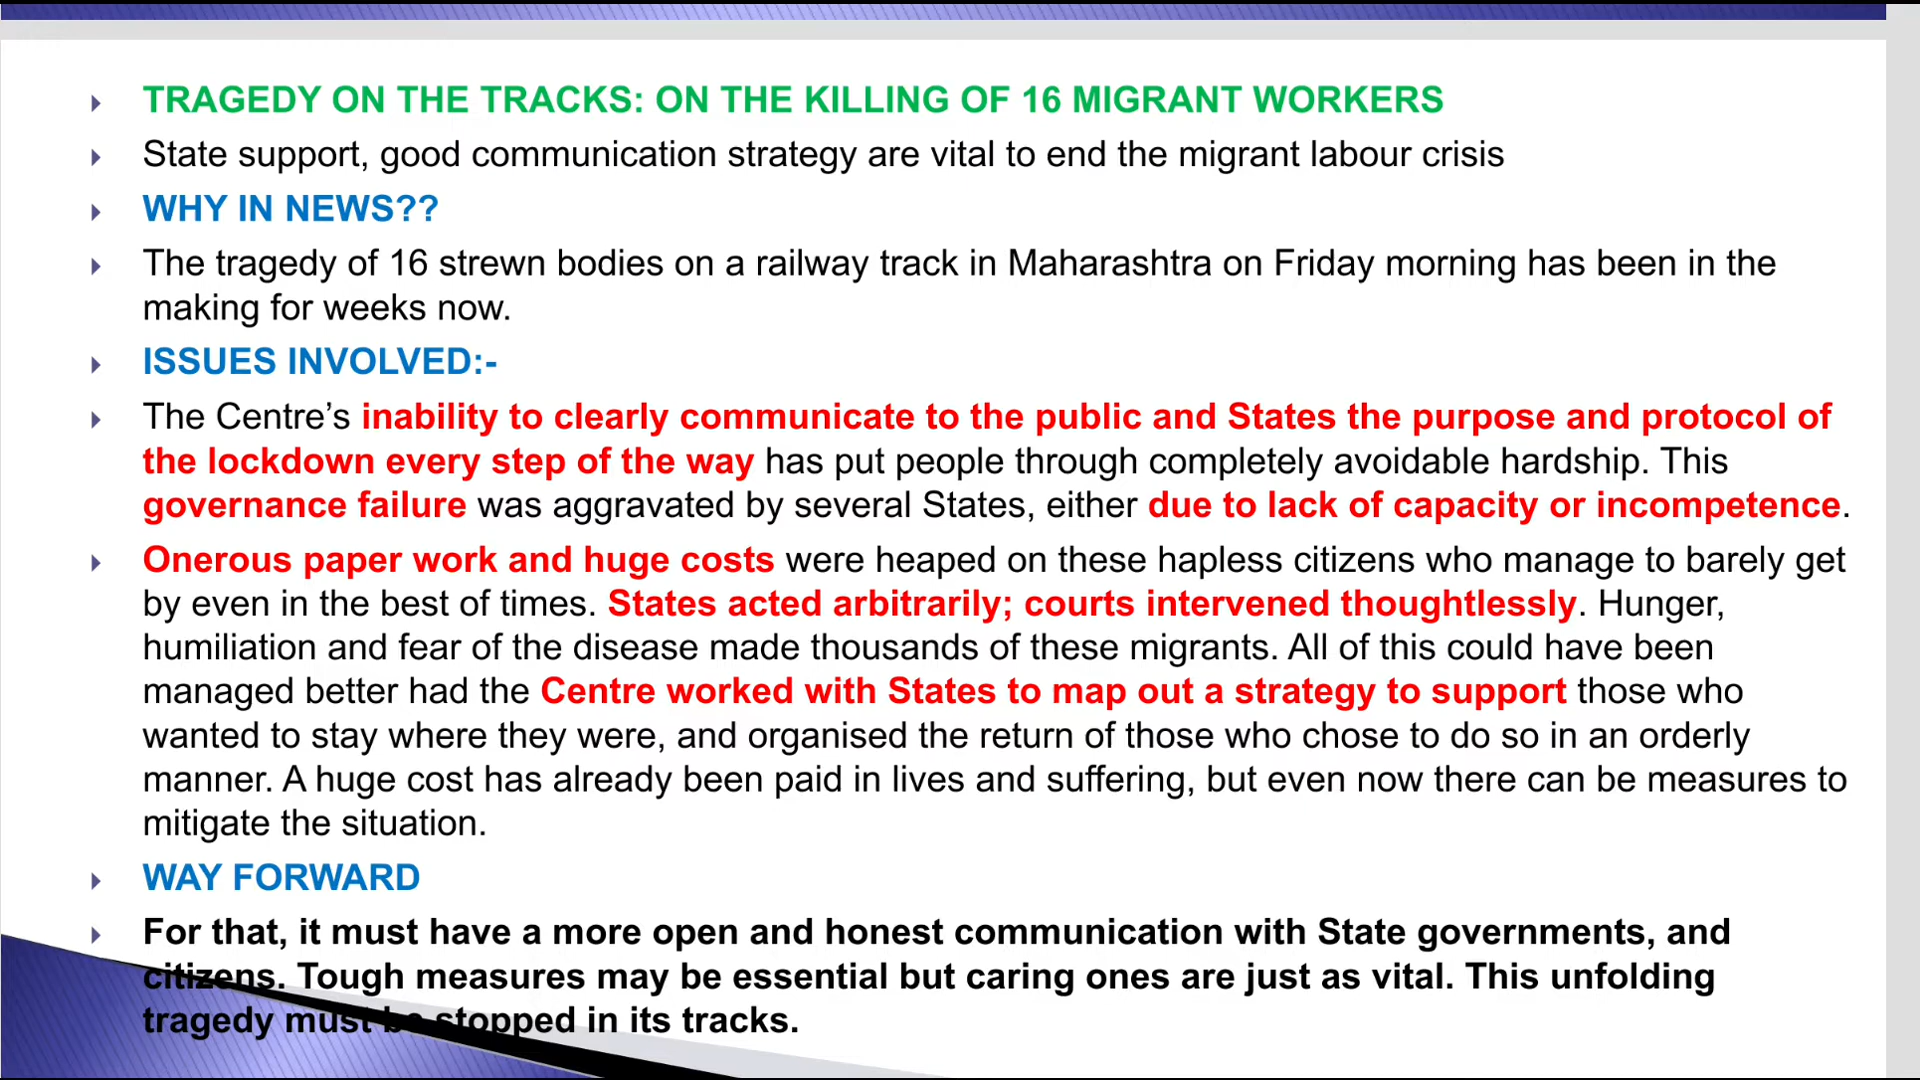 TRAGEDY ON THE TRACKS: ON THE KILLING OF 16 MIGRANT WORKERS
State support, good communication strategy are vital to end the migrant labour crisis
WHY IN NEWS??
The tragedy of 16 strewn bodies on a railway track in Maharashtra on Friday morning has been in the
making for weeks now.
ISSUES INVOLVED:-
The Centre’s inability to clearly communicate to the public and States the purpose and protocol of
the lockdown every step of the way has put people through completely avoidable hardship. This
governance failure was aggravated by several States, either due to lack of capacity or incompetence.
Onerous paper work and huge costs were heaped on these hapless citizens who manage to barely get
by even in the best of times. States acted arbitrarily; courts intervened thoughtlessly. Hunger,
humiliation and fear of the disease made thousands of these migrants. All of this could have been
managed better had the Centre worked with States to map out a strategy to support those who
wanted to stay where they were, and organised the return of those who chose to do so in an orderly
manner. A huge cost has already been paid in lives and suffering, but even now there can be measures to
mitigate the situation.
WAY FORWARD
For that, it must have a more open and honest communication with State governments, and
citizens. Tough measures may be essential but caring ones are just as vital. This unfolding
tragedy must be stopped in its tracks.